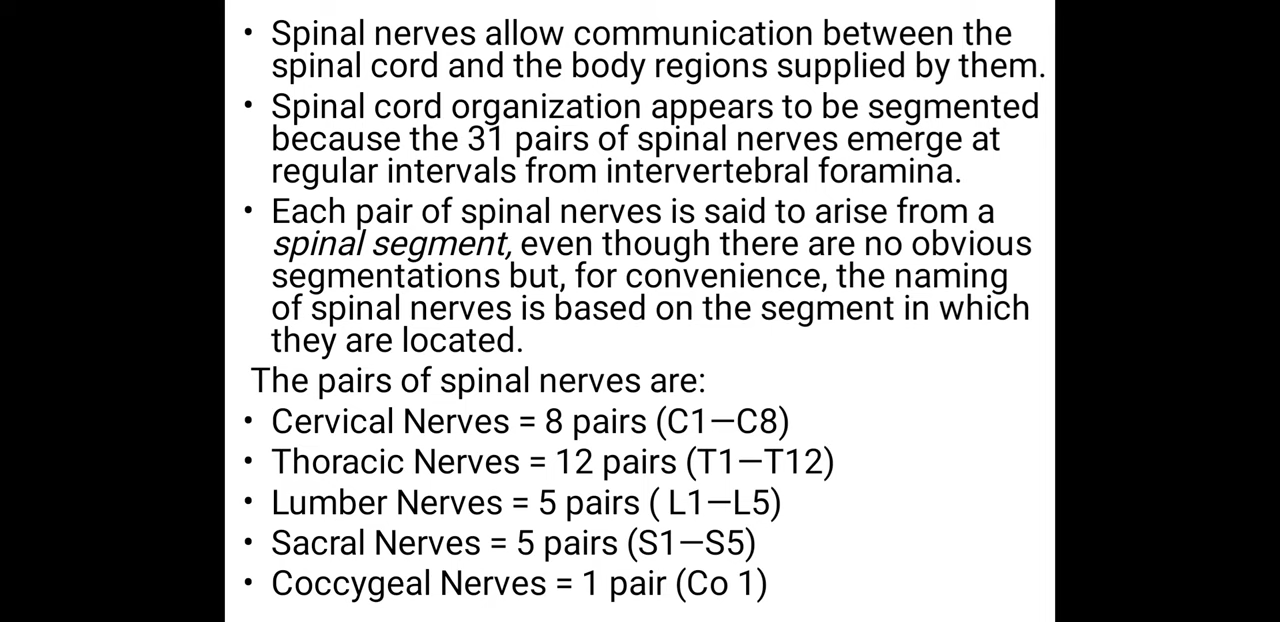 • Spinal nerves allow communication between the
spinal cord and the body regions supplied by them.
• Spinal cord organization appears to be segmented
because the 31 pairs of spinal nerves emerge at
regular intervals from intervertebral foramina.
• Each pair of spinal nerves is said to arise from a
spinal segment, even though there are no obvious
segmentations but, for convenience, the naming
of spinal nerves is based on the segment in which
they are located.
The pairs of spinal nerves are:
• Cervical Nerves = 8 pairs (C1—C8)
• Thoracic Nerves = 12 pairs (T1—T12)
• Lumber Nerves = 5 pairs ( L1—L5)
• Sacral Nerves = 5 pairs (S1—S5)
• Coccygeal Nerves = 1 pair (Co 1)